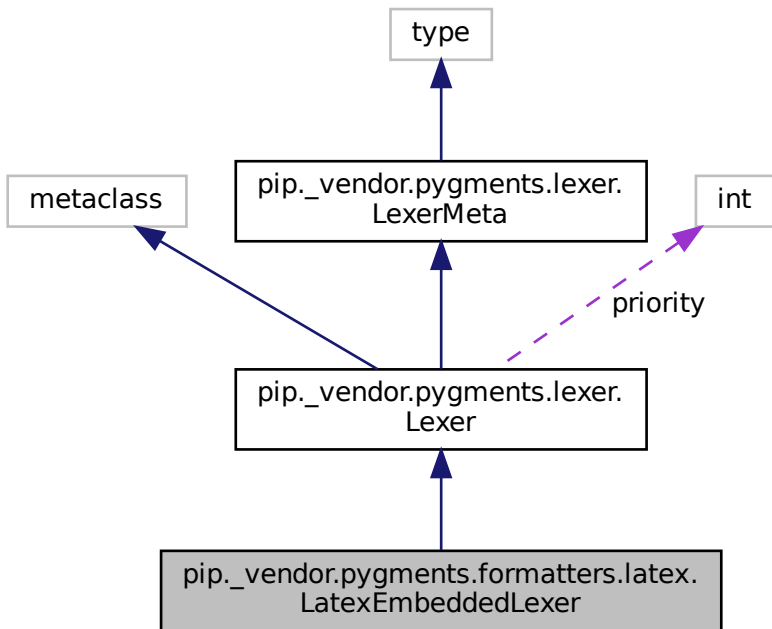 type
pip._vendor.pygments.lexer.
LexerMeta
metaclass
int
priority
pip._vendor.pygments.lexer.
Lexer
pip._vendor.pygments.formatters.latex.
LatexEmbeddedLexer